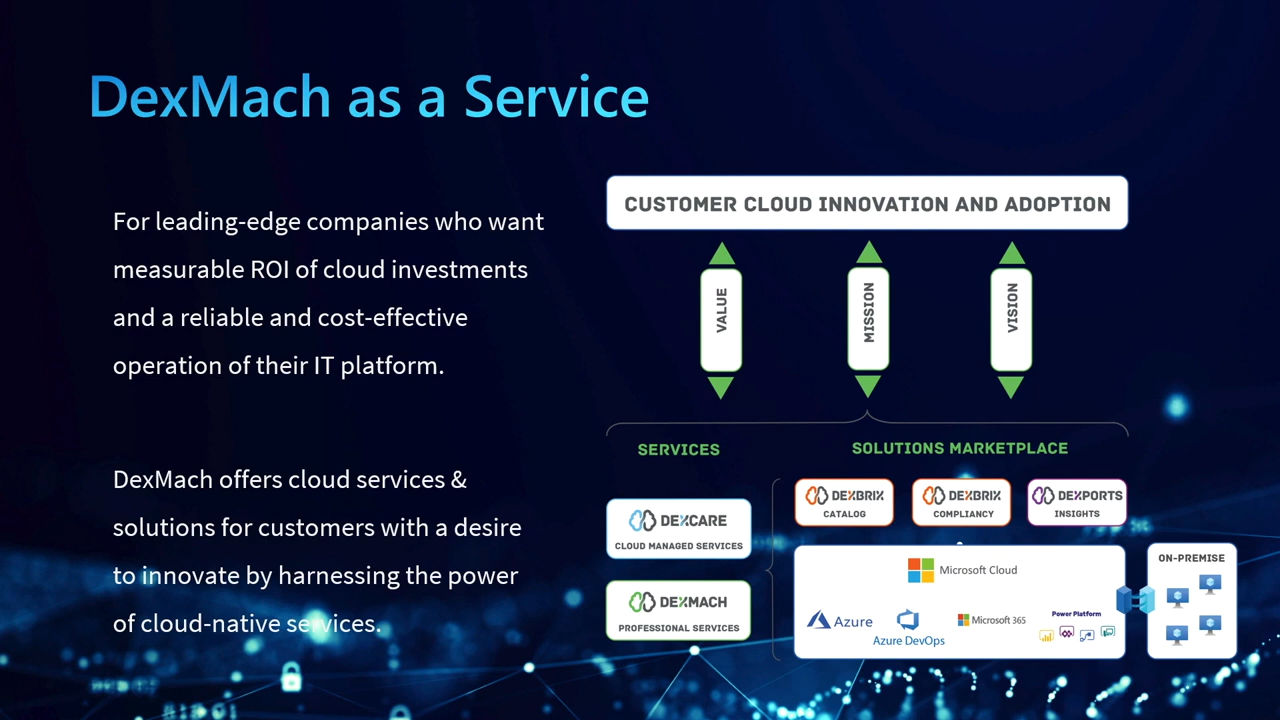 DexMach as a Service
For leading-edge companies who want
measurable ROI of cloud investments
and a reliable and cost-effective
operation of their IT platform.
DexMach offers cloud services &
solutions for customers with a desire
to innovate by harnessing the power
of cloud-native services.
CUSTOMER CLOUD INNOVATION AND ADOPTION
VALUE
MISSION
VISION
SERVICES
SOLUTIONS MARKETPLACE
DEXCARE
CLOUD MANAGED SERVICES
DEXMACH
PROFESSIONAL SERVICES
DEXBRIX
CATALOG
DEXBRIX
COMPLIANCY
DEXPORTS
INSIGHTS
Microsoft Cloud
Azure
Azure DevOps
Microsoft 365
Power Platform
ON-PREMISE